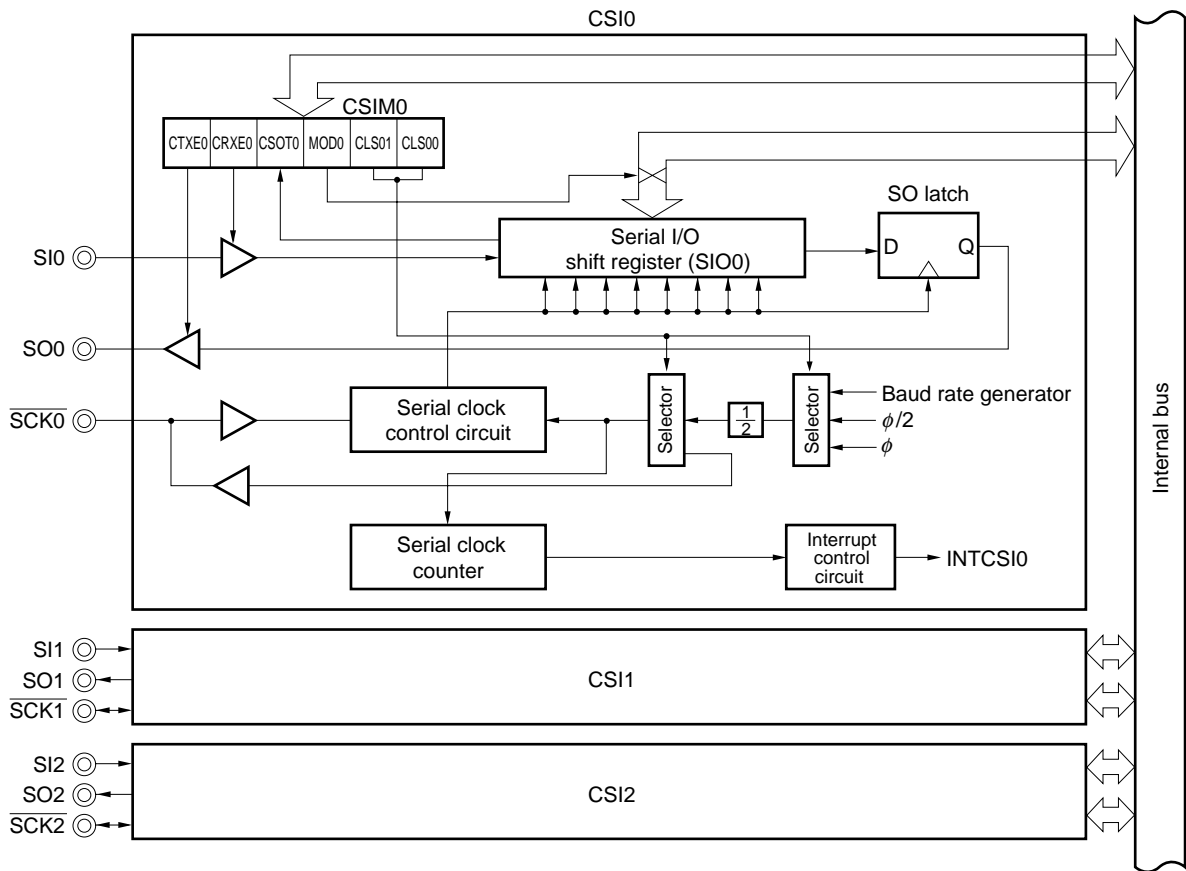 CSI0
CSIM0
CTXE0 CRXE0 CSOT0 MOD0 CLS01 CLS00
SO latch
SI0
Serial I/O
shift register (SIO0)
D Q
SO0
SCK0
Serial clock
control circuit
Selector
1
2
Selector
Baud rate generator
ϕ/2
ϕ
Internal bus
Serial clock
counter
Interrupt
control
circuit
INTCSI0
SI1
SO1
SCK1
CSI1
SI2
SO2
SCK2
CSI2